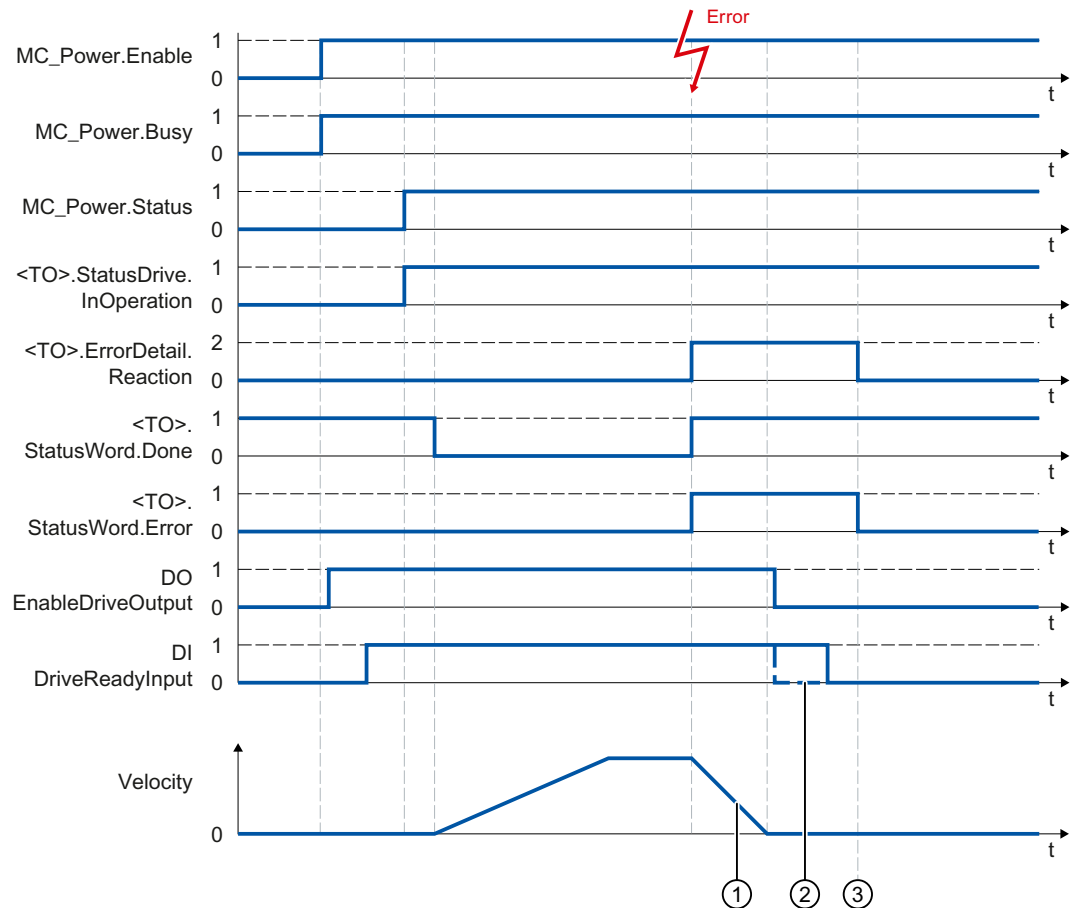 Error
1
MC_Power.Enable
0
t
1
MC_Power.Busy
0
t
1
MC_Power.Status
0
t
<TO>.StatusDrive. 1
InOperation 0
t
<TO>.ErrorDetail. 2
Reaction 0
t
<TO>. 1
StatusWord.Done 0
t
<TO>. 1
StatusWord.Error 0
t
DO 1
EnableDriveOutput 0
t
DI 1
DriveReadyInput 0
t
Velocity
0
t
1 2 3